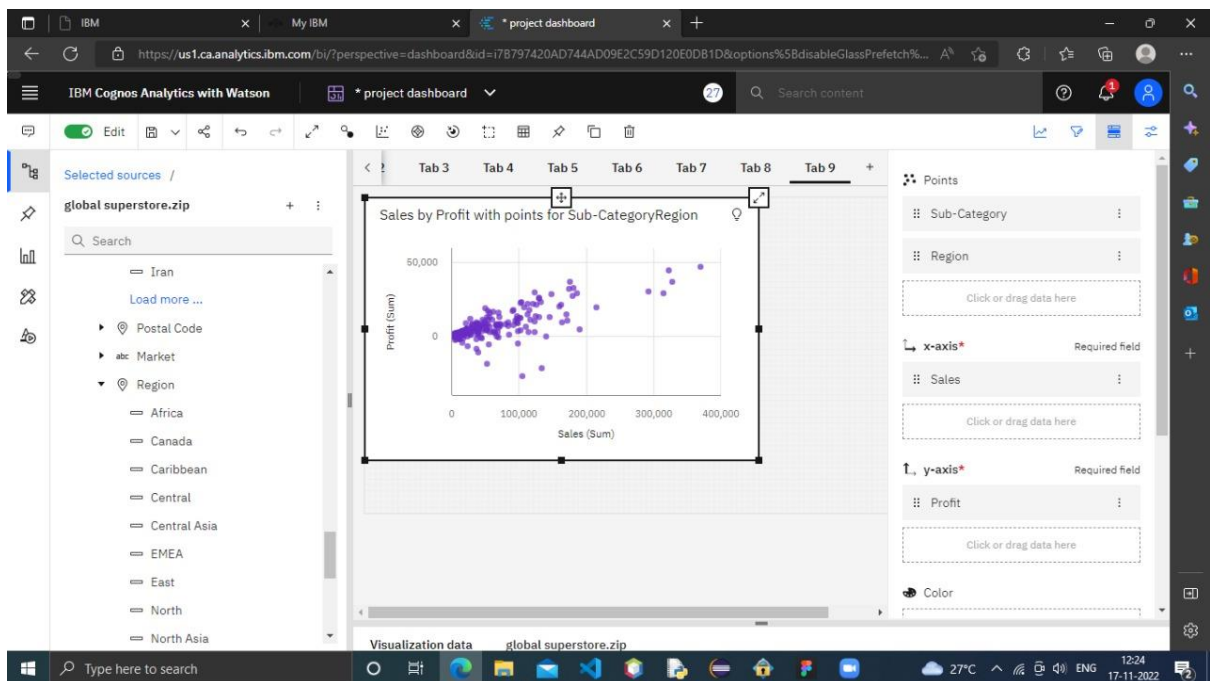 IBM
My IBM
* project dashboard
https://us1.ca.analytics.ibm.com/bi/?perspective=dashboard&id=i7B797420AD744AD09E2C59D120E0DB1D&options%5BdisableGlassPrefetch%...
IBM Cognos Analytics with Watson
* project dashboard
27
Search content
1
Edit
Selected sources /
global superstore.zip
Search
Iran
Load more ...
Postal Code
abc Market
Region
Africa
Canada
Caribbean
Central
Central Asia
EMEA
East
North
North Asia
Tab 3
Tab 4
Tab 5
Tab 6
Tab 7
Tab 8
Tab 9
Sales by Profit with points for Sub-CategoryRegion
50,000
0
Profit (Sum)
0
100,000
200,000
300,000
400,000
Sales (Sum)
Visualization data
global superstore.zip
Points
Sub-Category
Region
Click or drag data here
x-axis* Required field
Sales
Click or drag data here
y-axis* Required field
Profit
Click or drag data here
Color
Type here to search
27°C
ENG
12:24
17-11-2022
2